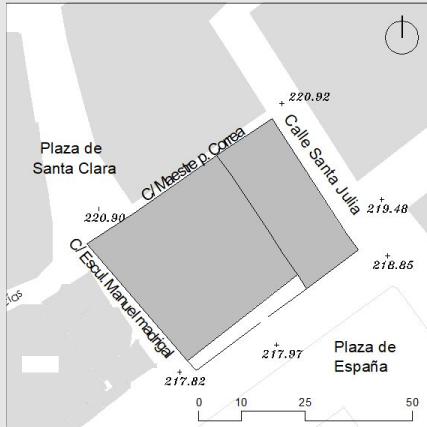 220.92
Plaza de
Santa Clara
C/ Maestre p. Correa
Calle Santa Julia
220.90
219.48
C/ Escul. Manuel madrigal
218.85
217.97
Plaza de
España
217.82
0 10 25 50